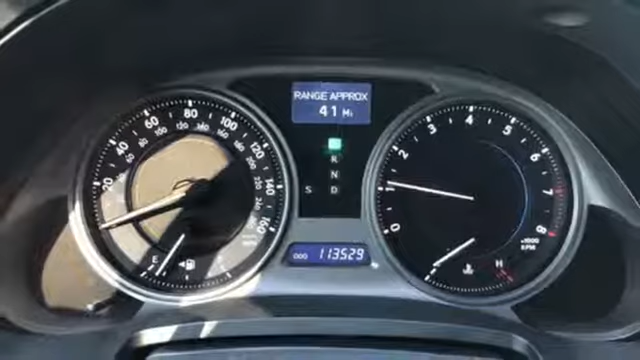 RANGE APPROX
41 Mi
20 40 60 80 100 120 140 160
E
0 1 2 3 4 5 6 7 8
x1000
RPM
R
N
S D
ODO 113529
H